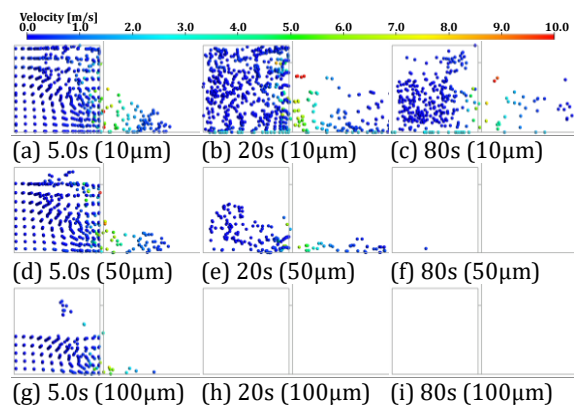 Velocity [m/s]
0.0 1.0 2.0 3.0 4.0 5.0 6.0 7.0 8.0 9.0 10.0
(a) 5.0s (10μm) (b) 20s (10μm) (c) 80s (10μm)
(d) 5.0s (50μm) (e) 20s (50μm) (f) 80s (50μm)
(g) 5.0s (100μm) (h) 20s (100μm) (i) 80s (100μm)